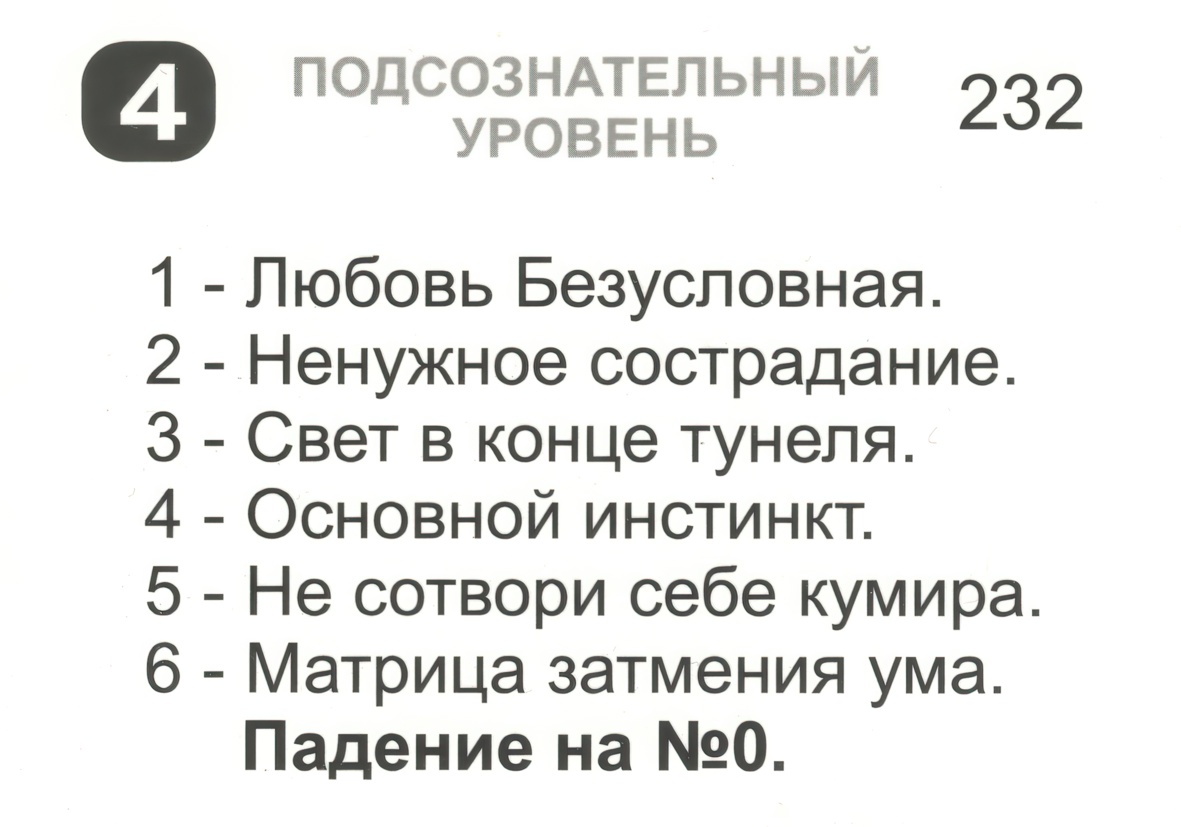 4
ПОДСОЗНАТЕЛЬНЫЙ
УРОВЕНЬ
232
1 - Любовь Безусловная.
2 - Ненужное сострадание.
3 - Свет в конце тунеля.
4 - Основной инстинкт.
5 - Не сотвори себе кумира.
6 - Матрица затмения ума.
Падение на №0.